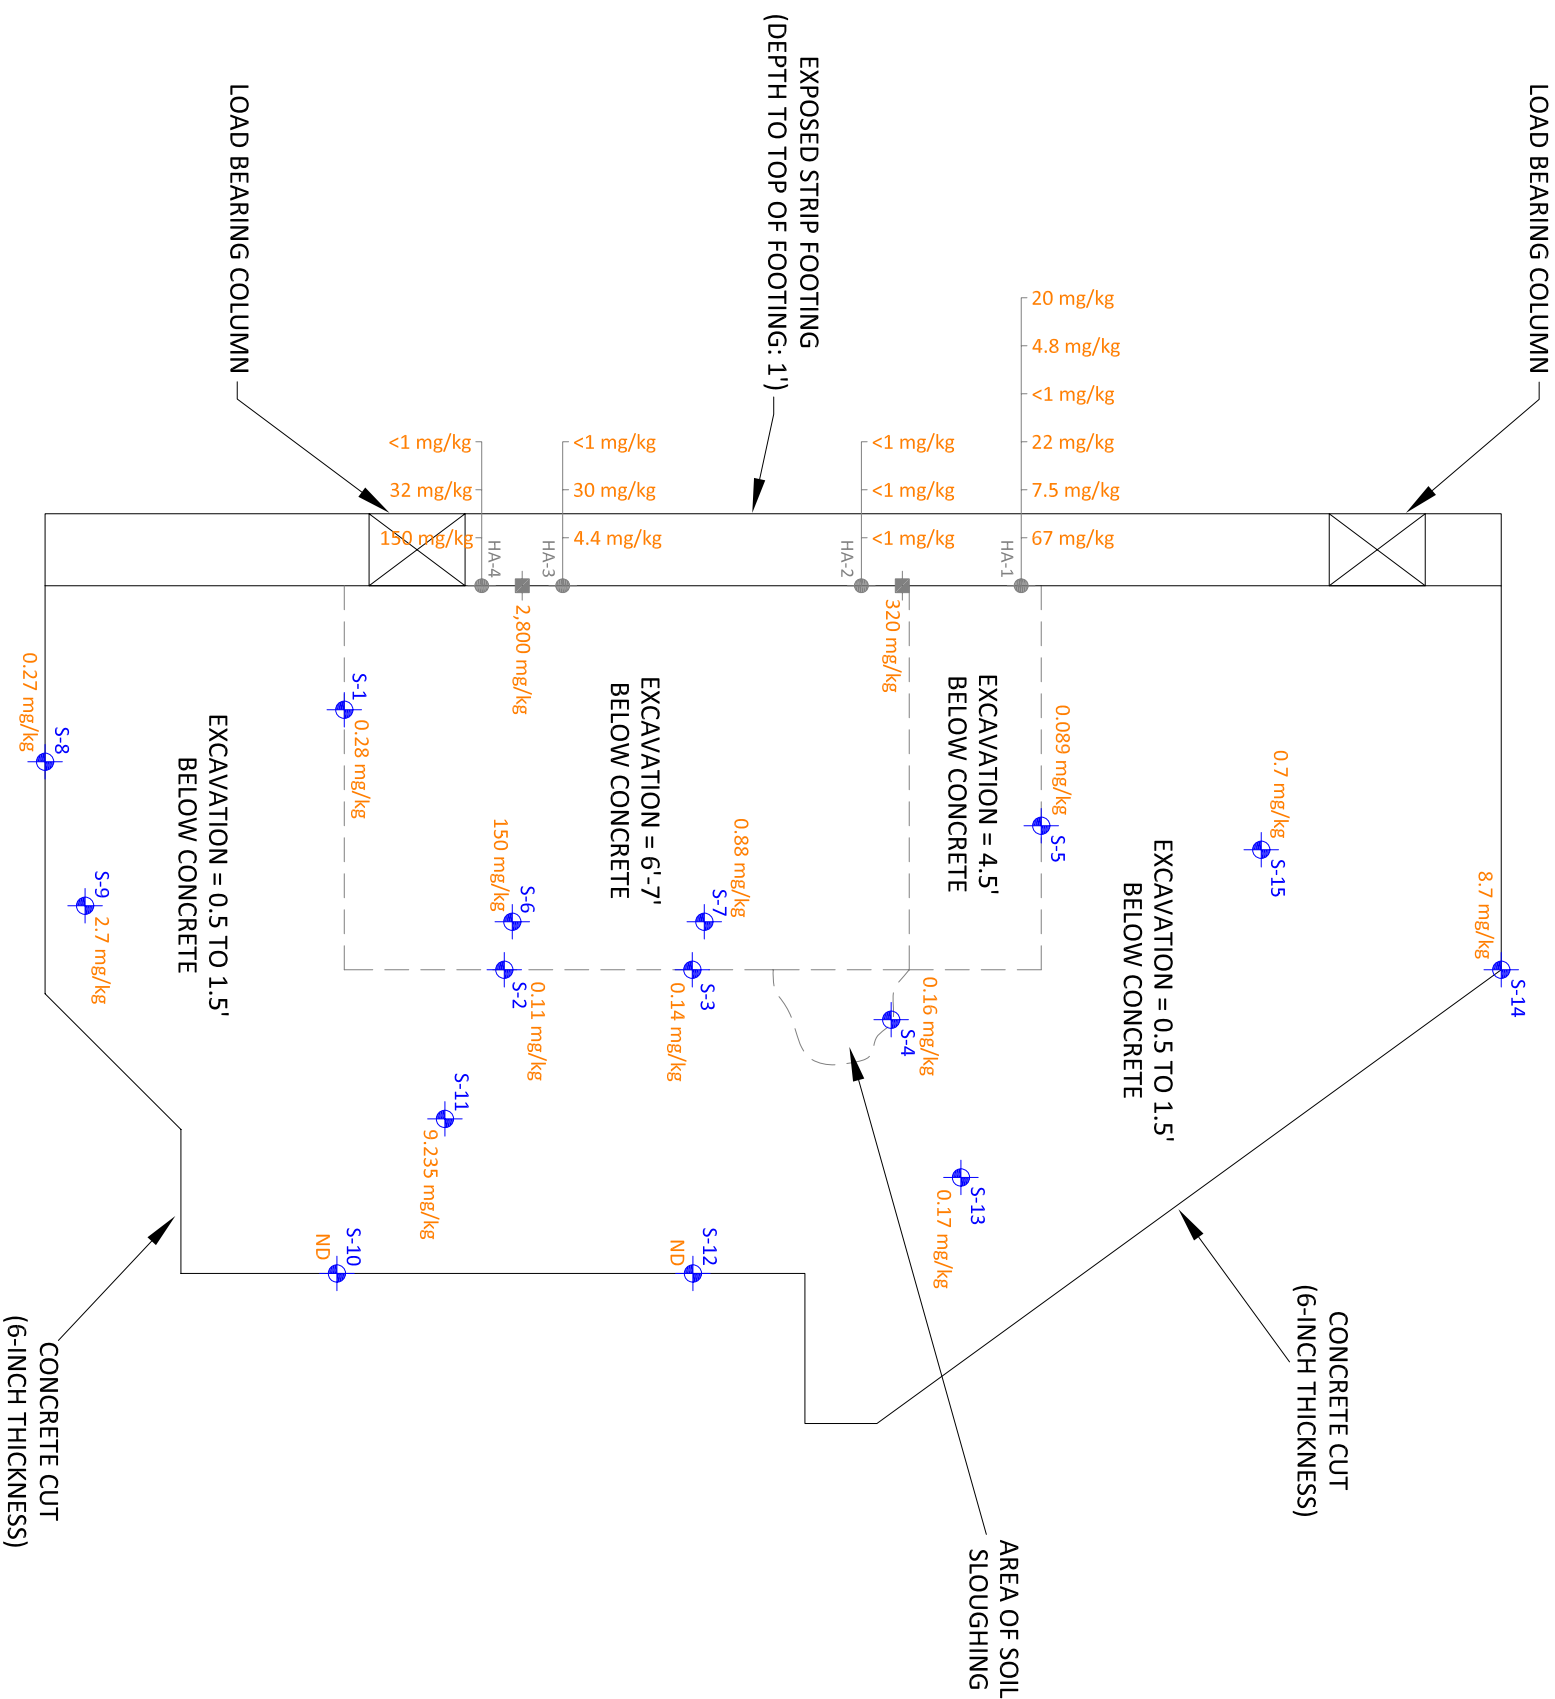 LOAD BEARING COLUMN
EXPOSED STRIP FOOTING
(DEPTH TO TOP OF FOOTING: 1')
LOAD BEARING COLUMN
20 mg/kg
4.8 mg/kg
<1 mg/kg
22 mg/kg
7.5 mg/kg
67 mg/kg
HA-1
<1 mg/kg
<1 mg/kg
<1 mg/kg
HA-2
<1 mg/kg
30 mg/kg
4.4 mg/kg
HA-3
<1 mg/kg
32 mg/kg
150 mg/kg
HA-4
320 mg/kg
2,800 mg/kg
S-14
8.7 mg/kg
S-15
0.7 mg/kg
EXCAVATION = 0.5 TO 1.5'
BELOW CONCRETE
S-5
0.089 mg/kg
EXCAVATION = 4.5'
BELOW CONCRETE
EXCAVATION = 6'-7'
BELOW CONCRETE
S-7
0.88 mg/kg
S-6
150 mg/kg
S-1
0.28 mg/kg
S-4
0.16 mg/kg
S-3
0.14 mg/kg
S-2
0.11 mg/kg
EXCAVATION = 0.5 TO 1.5'
BELOW CONCRETE
S-8
0.27 mg/kg
S-9
2.7 mg/kg
S-11
9.235 mg/kg
S-13
0.17 mg/kg
S-12
ND
S-10
ND
CONCRETE CUT
(6-INCH THICKNESS)
AREA OF SOIL
SLOUGHING
CONCRETE CUT
(6-INCH THICKNESS)